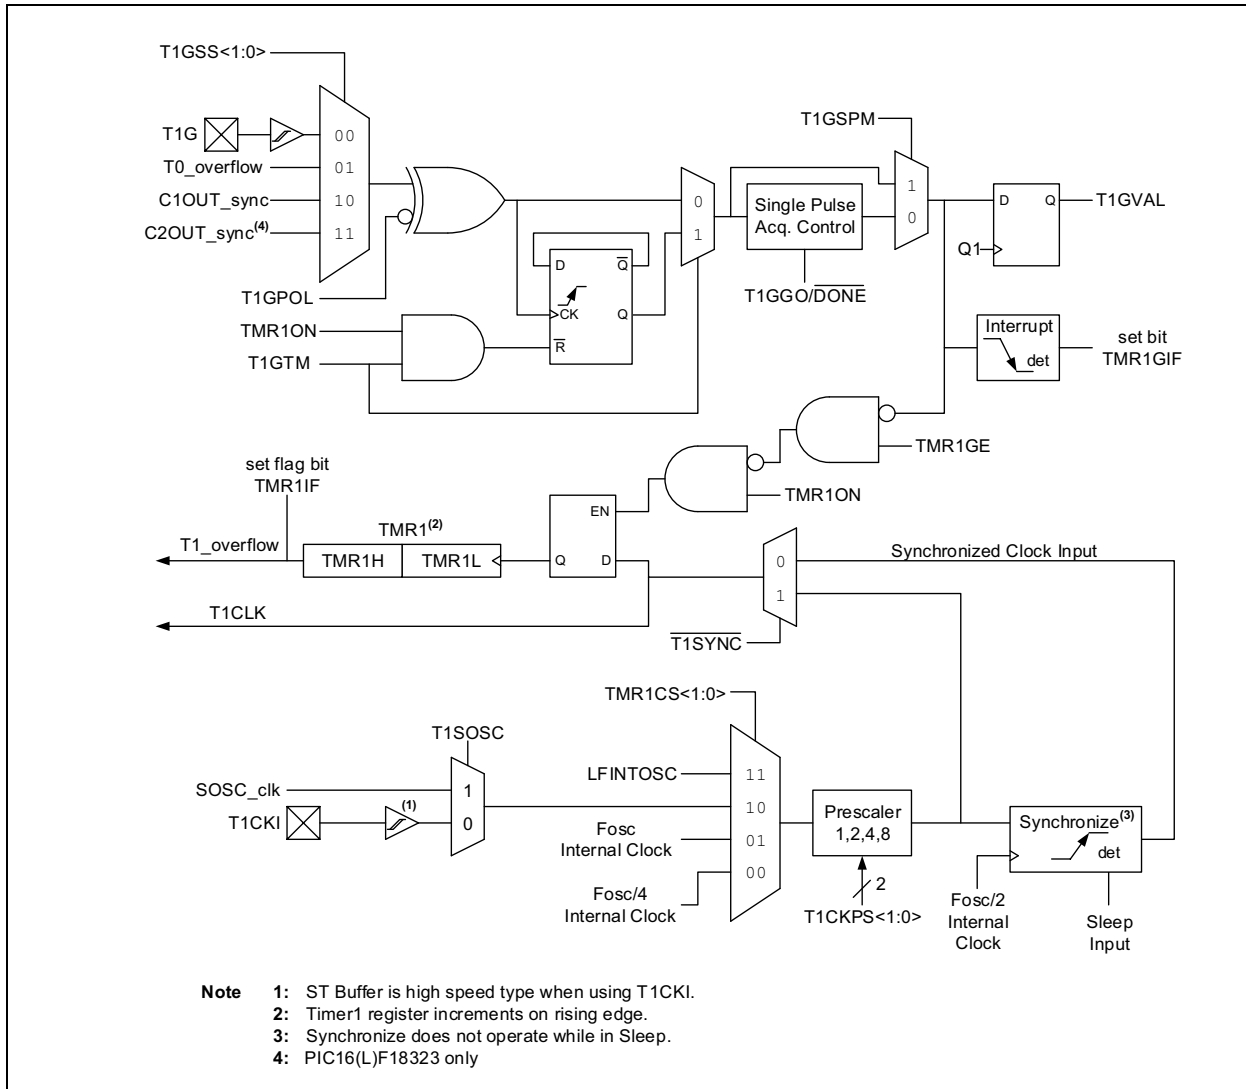 T1GSS<1:0>
T1G
00
T0_overflow
01
C1OUT_sync
10
C2OUT_sync(4)
11
T1GPOL
TMR1ON
T1GTM
D
Q
CK
Q
R
0
1
Single Pulse
Acq. Control
T1GGO/DONE
T1GSPM
1
0
D
Q
Q1
T1GVAL
Interrupt
det
set bit
TMR1GIF
TMR1GE
TMR1ON
set flag bit
TMR1IF
T1_overflow
TMR1(2)
TMR1H
TMR1L
EN
Q
D
T1CLK
0
1
Synchronized Clock Input
T1SYNC
TMR1CS<1:0>
T1SOSC
SOSC_clk
1
T1CKI
(1)
0
LFINTOSC
11
10
Fosc
Internal Clock
01
00
Fosc/4
Internal Clock
Prescaler
1,2,4,8
2
T1CKPS<1:0>
Synchronize(3)
det
Fosc/2
Internal
Clock
Sleep
Input
Note 1: ST Buffer is high speed type when using T1CKI.
2: Timer1 register increments on rising edge.
3: Synchronize does not operate while in Sleep.
4: PIC16(L)F18323 only